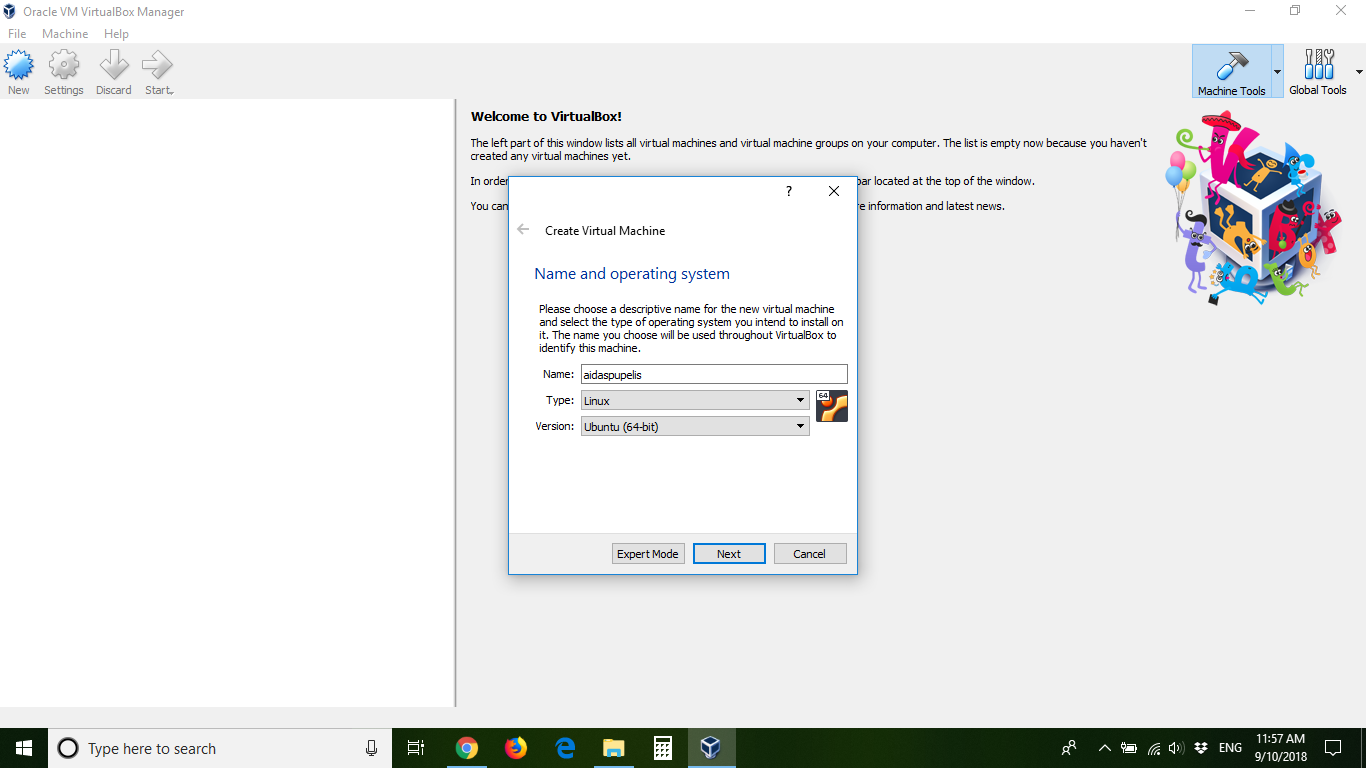 Oracle VM VirtualBox Manager
File Machine Help
New Settings Discard Start
Machine Tools Global Tools
Welcome to VirtualBox!
The left part of this window lists all virtual machines and virtual machine groups on your computer. The list is empty now because you haven't
created any virtual machines yet.
In order bar located at the top of the window.
You can re information and latest news.
?
Create Virtual Machine
Name and operating system
Please choose a descriptive name for the new virtual machine
and select the type of operating system you intend to install on
it. The name you choose will be used throughout VirtualBox to
identify this machine.
Name: aidaspupelis
Type: Linux
64
Version: Ubuntu (64-bit)
Expert Mode Next Cancel
Type here to search
ENG
11:57 AM
9/10/2018